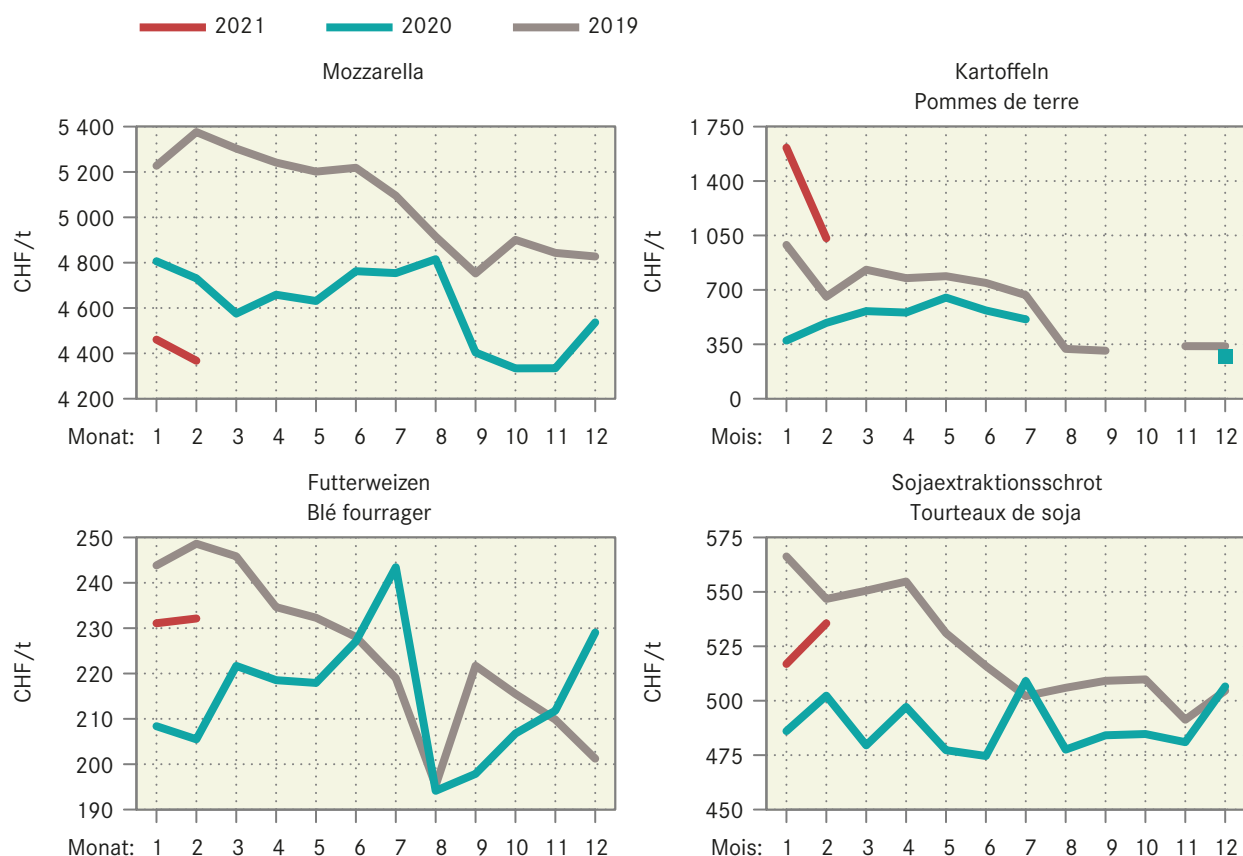 2021 2020 2019
Mozzarella
CHF/t
5 400
5 200
5 000
4 800
4 600
4 400
4 200
Monat: 1 2 3 4 5 6 7 8 9 10 11 12
Kartoffeln
Pommes de terre
CHF/t
1 750
1 400
1 050
700
350
0
Mois: 1 2 3 4 5 6 7 8 9 10 11 12
Futterweizen
Blé fourrager
CHF/t
250
240
230
220
210
200
190
Monat: 1 2 3 4 5 6 7 8 9 10 11 12
Sojaextraktionsschrot
Tourteaux de soja
CHF/t
575
550
525
500
475
450
Mois: 1 2 3 4 5 6 7 8 9 10 11 12